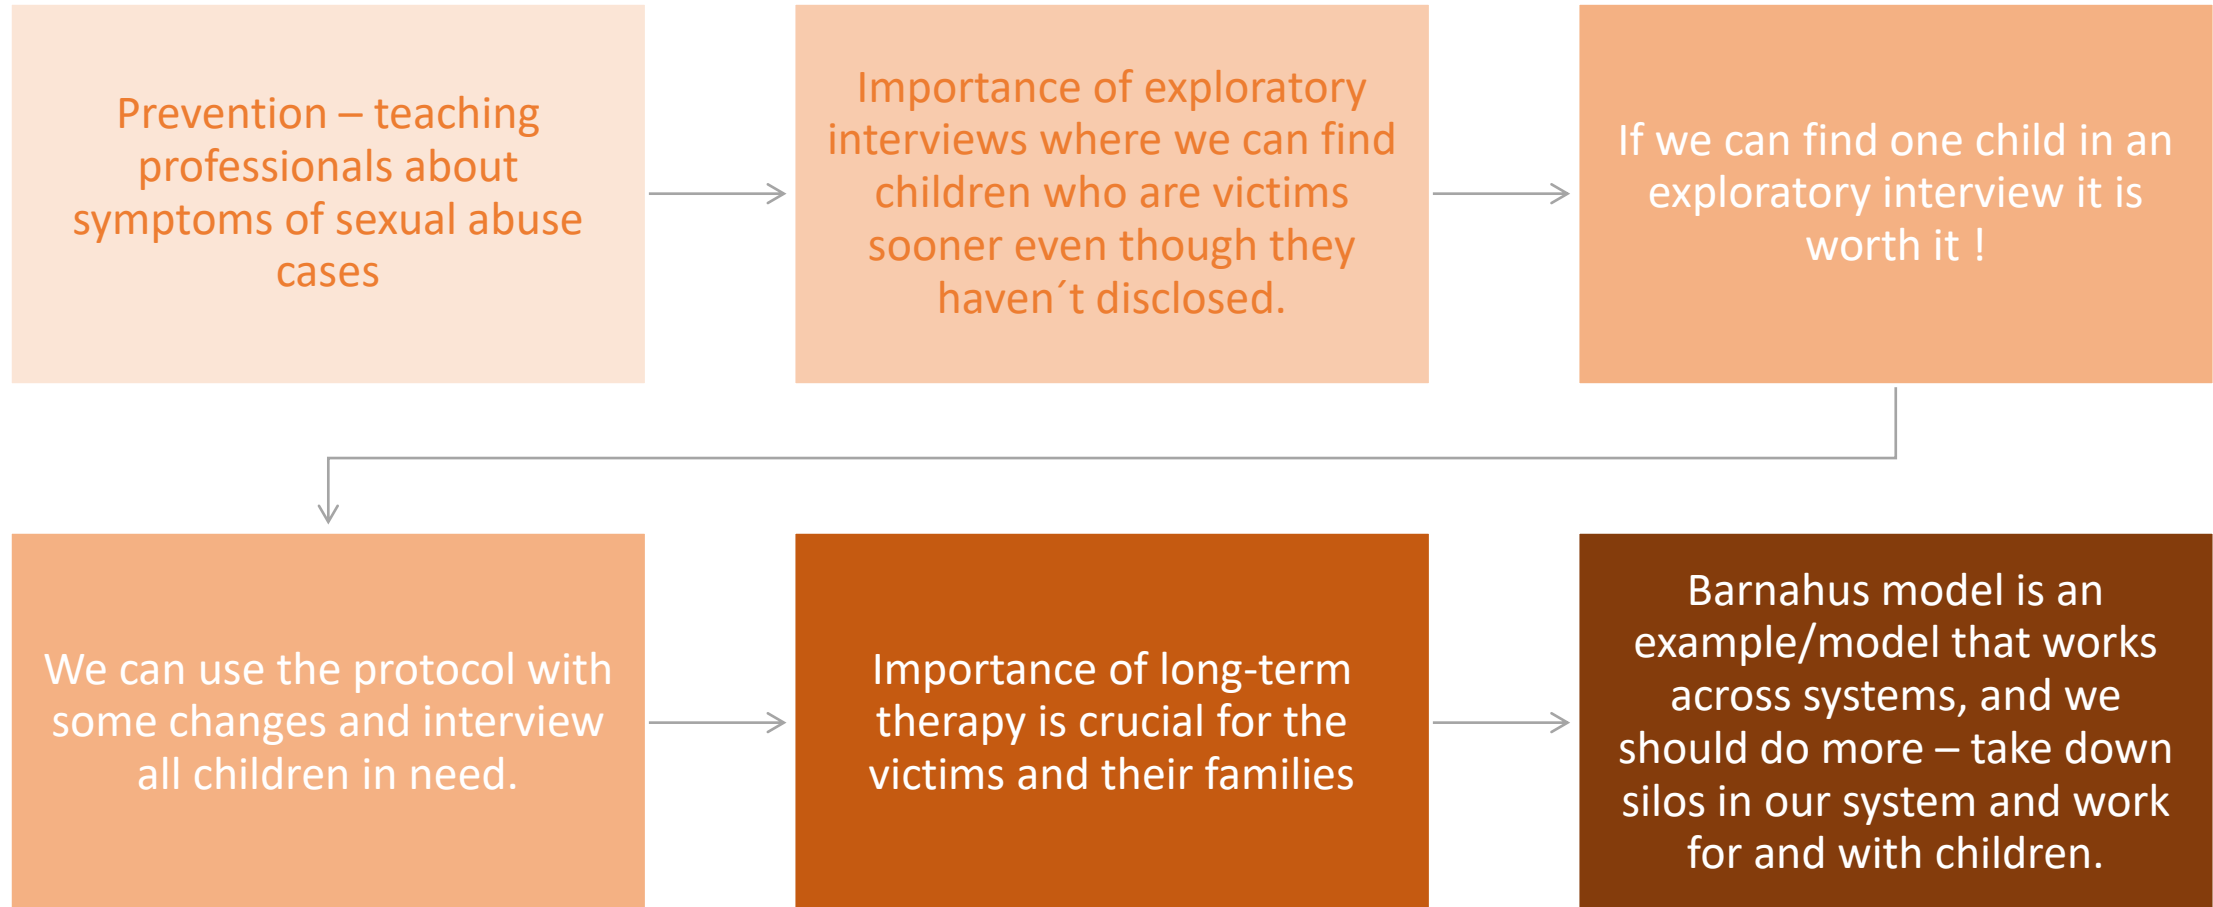 Prevention – teaching
professionals about
symptoms of sexual abuse
cases
Importance of exploratory
interviews where we can find
children who are victims
sooner even though they
haven´t disclosed.
If we can find one child in an
exploratory interview it is
worth it !
We can use the protocol with
some changes and interview
all children in need.
Importance of long-term
therapy is crucial for the
victims and their families
Barnahus model is an
example/model that works
across systems, and we
should do more – take down
silos in our system and work
for and with children.